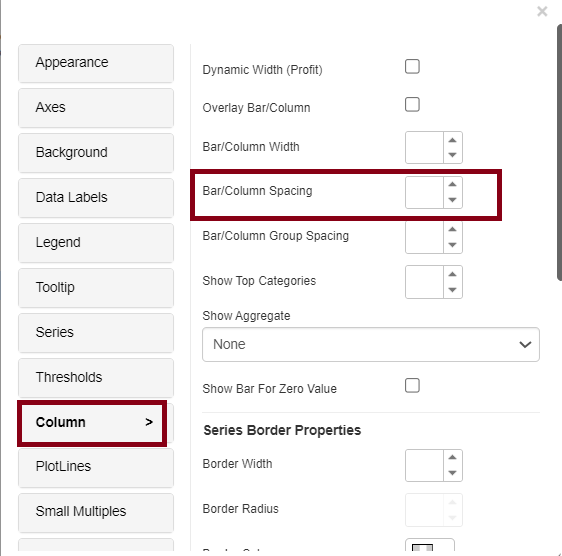 ×
Appearance
Axes
Background
Data Labels
Legend
Tooltip
Series
Thresholds
Column >
PlotLines
Small Multiples
Dynamic Width (Profit)
Overlay Bar/Column
Bar/Column Width
Bar/Column Spacing
Bar/Column Group Spacing
Show Top Categories
Show Aggregate
None
Show Bar For Zero Value
Series Border Properties
Border Width
Border Radius